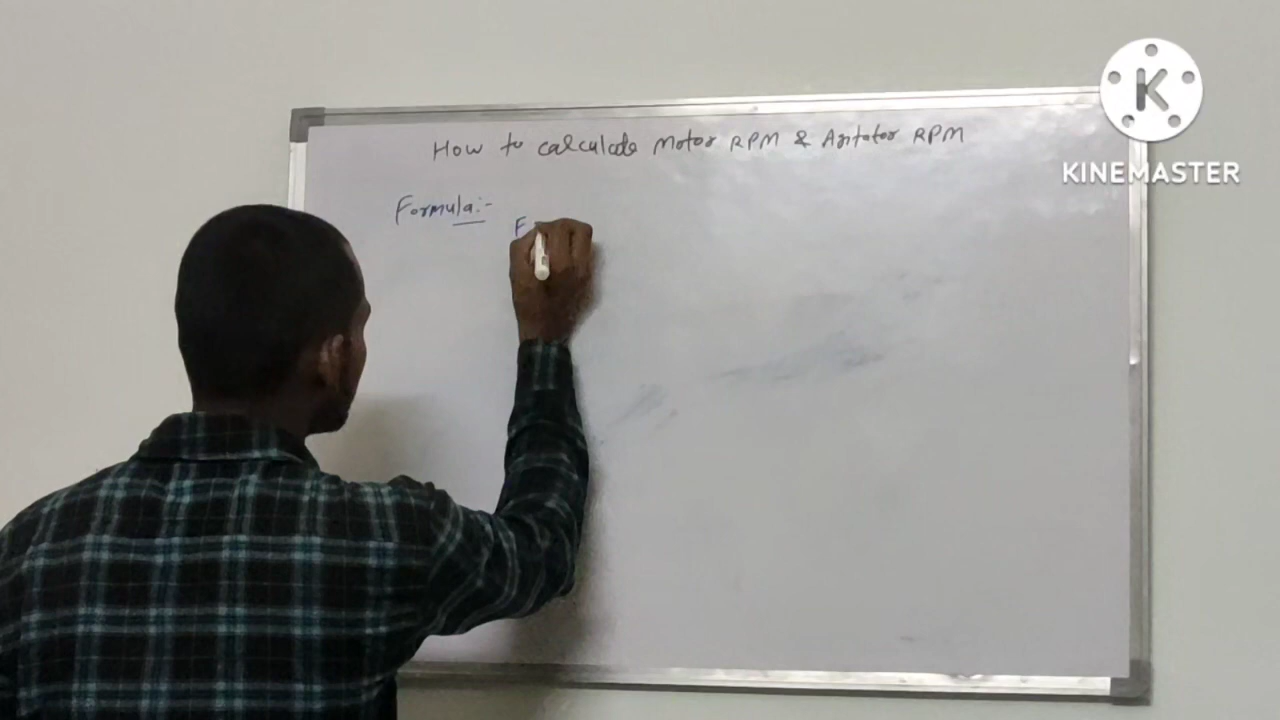 How to calculate Motor RPM & Agitator RPM
Formula:-
F
K
KINEMASTER